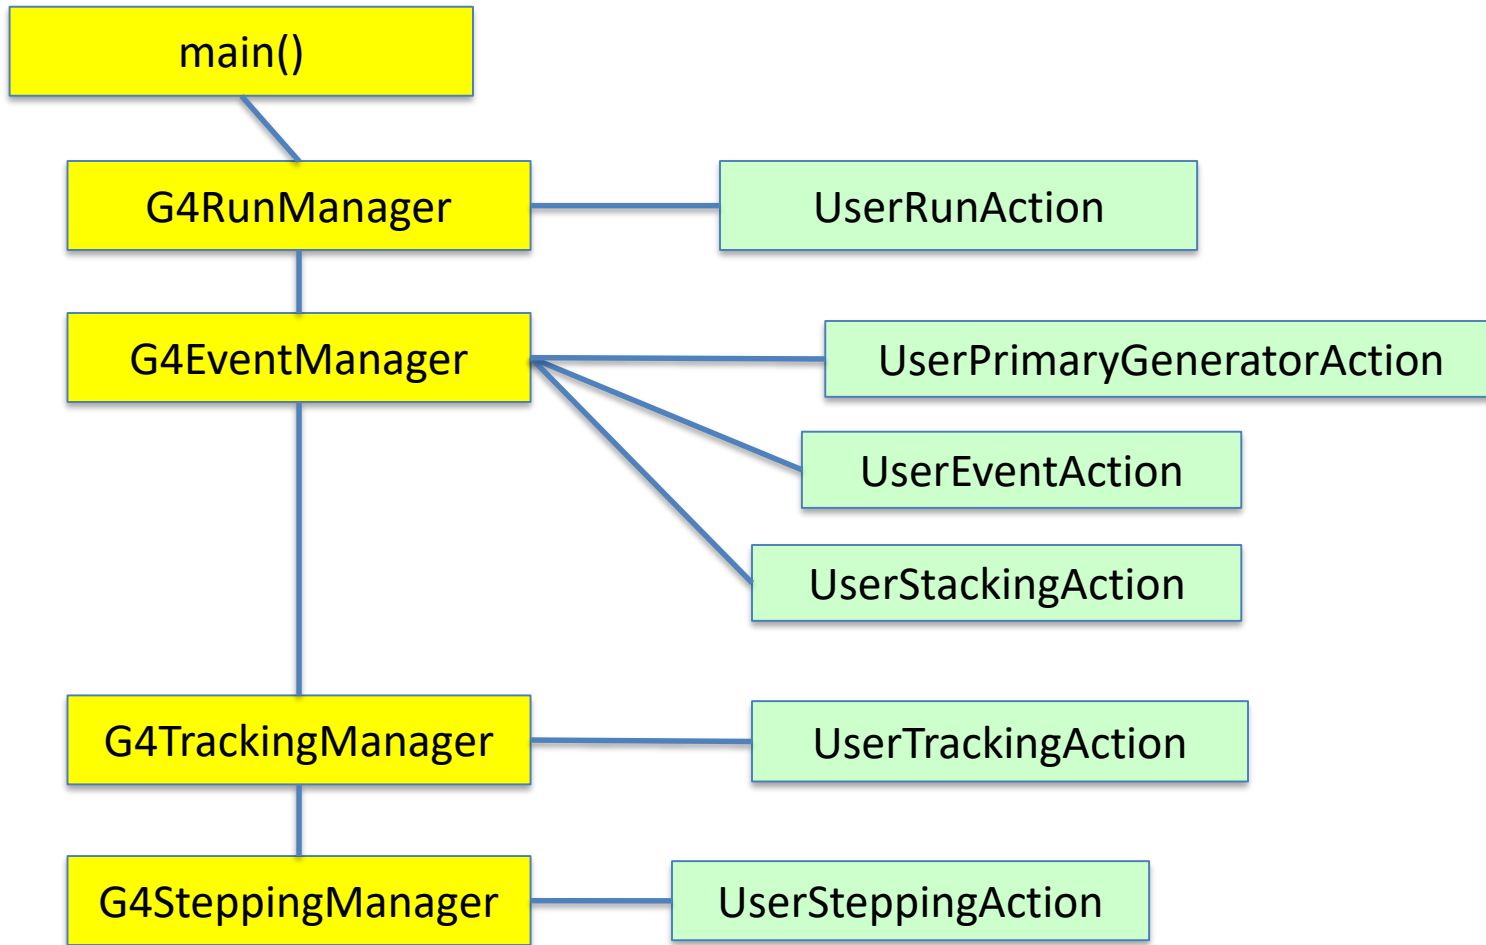 main()
G4RunManager
UserRunAction
G4EventManager
UserPrimaryGeneratorAction
UserEventAction
UserStackingAction
G4TrackingManager
UserTrackingAction
G4SteppingManager
UserSteppingAction